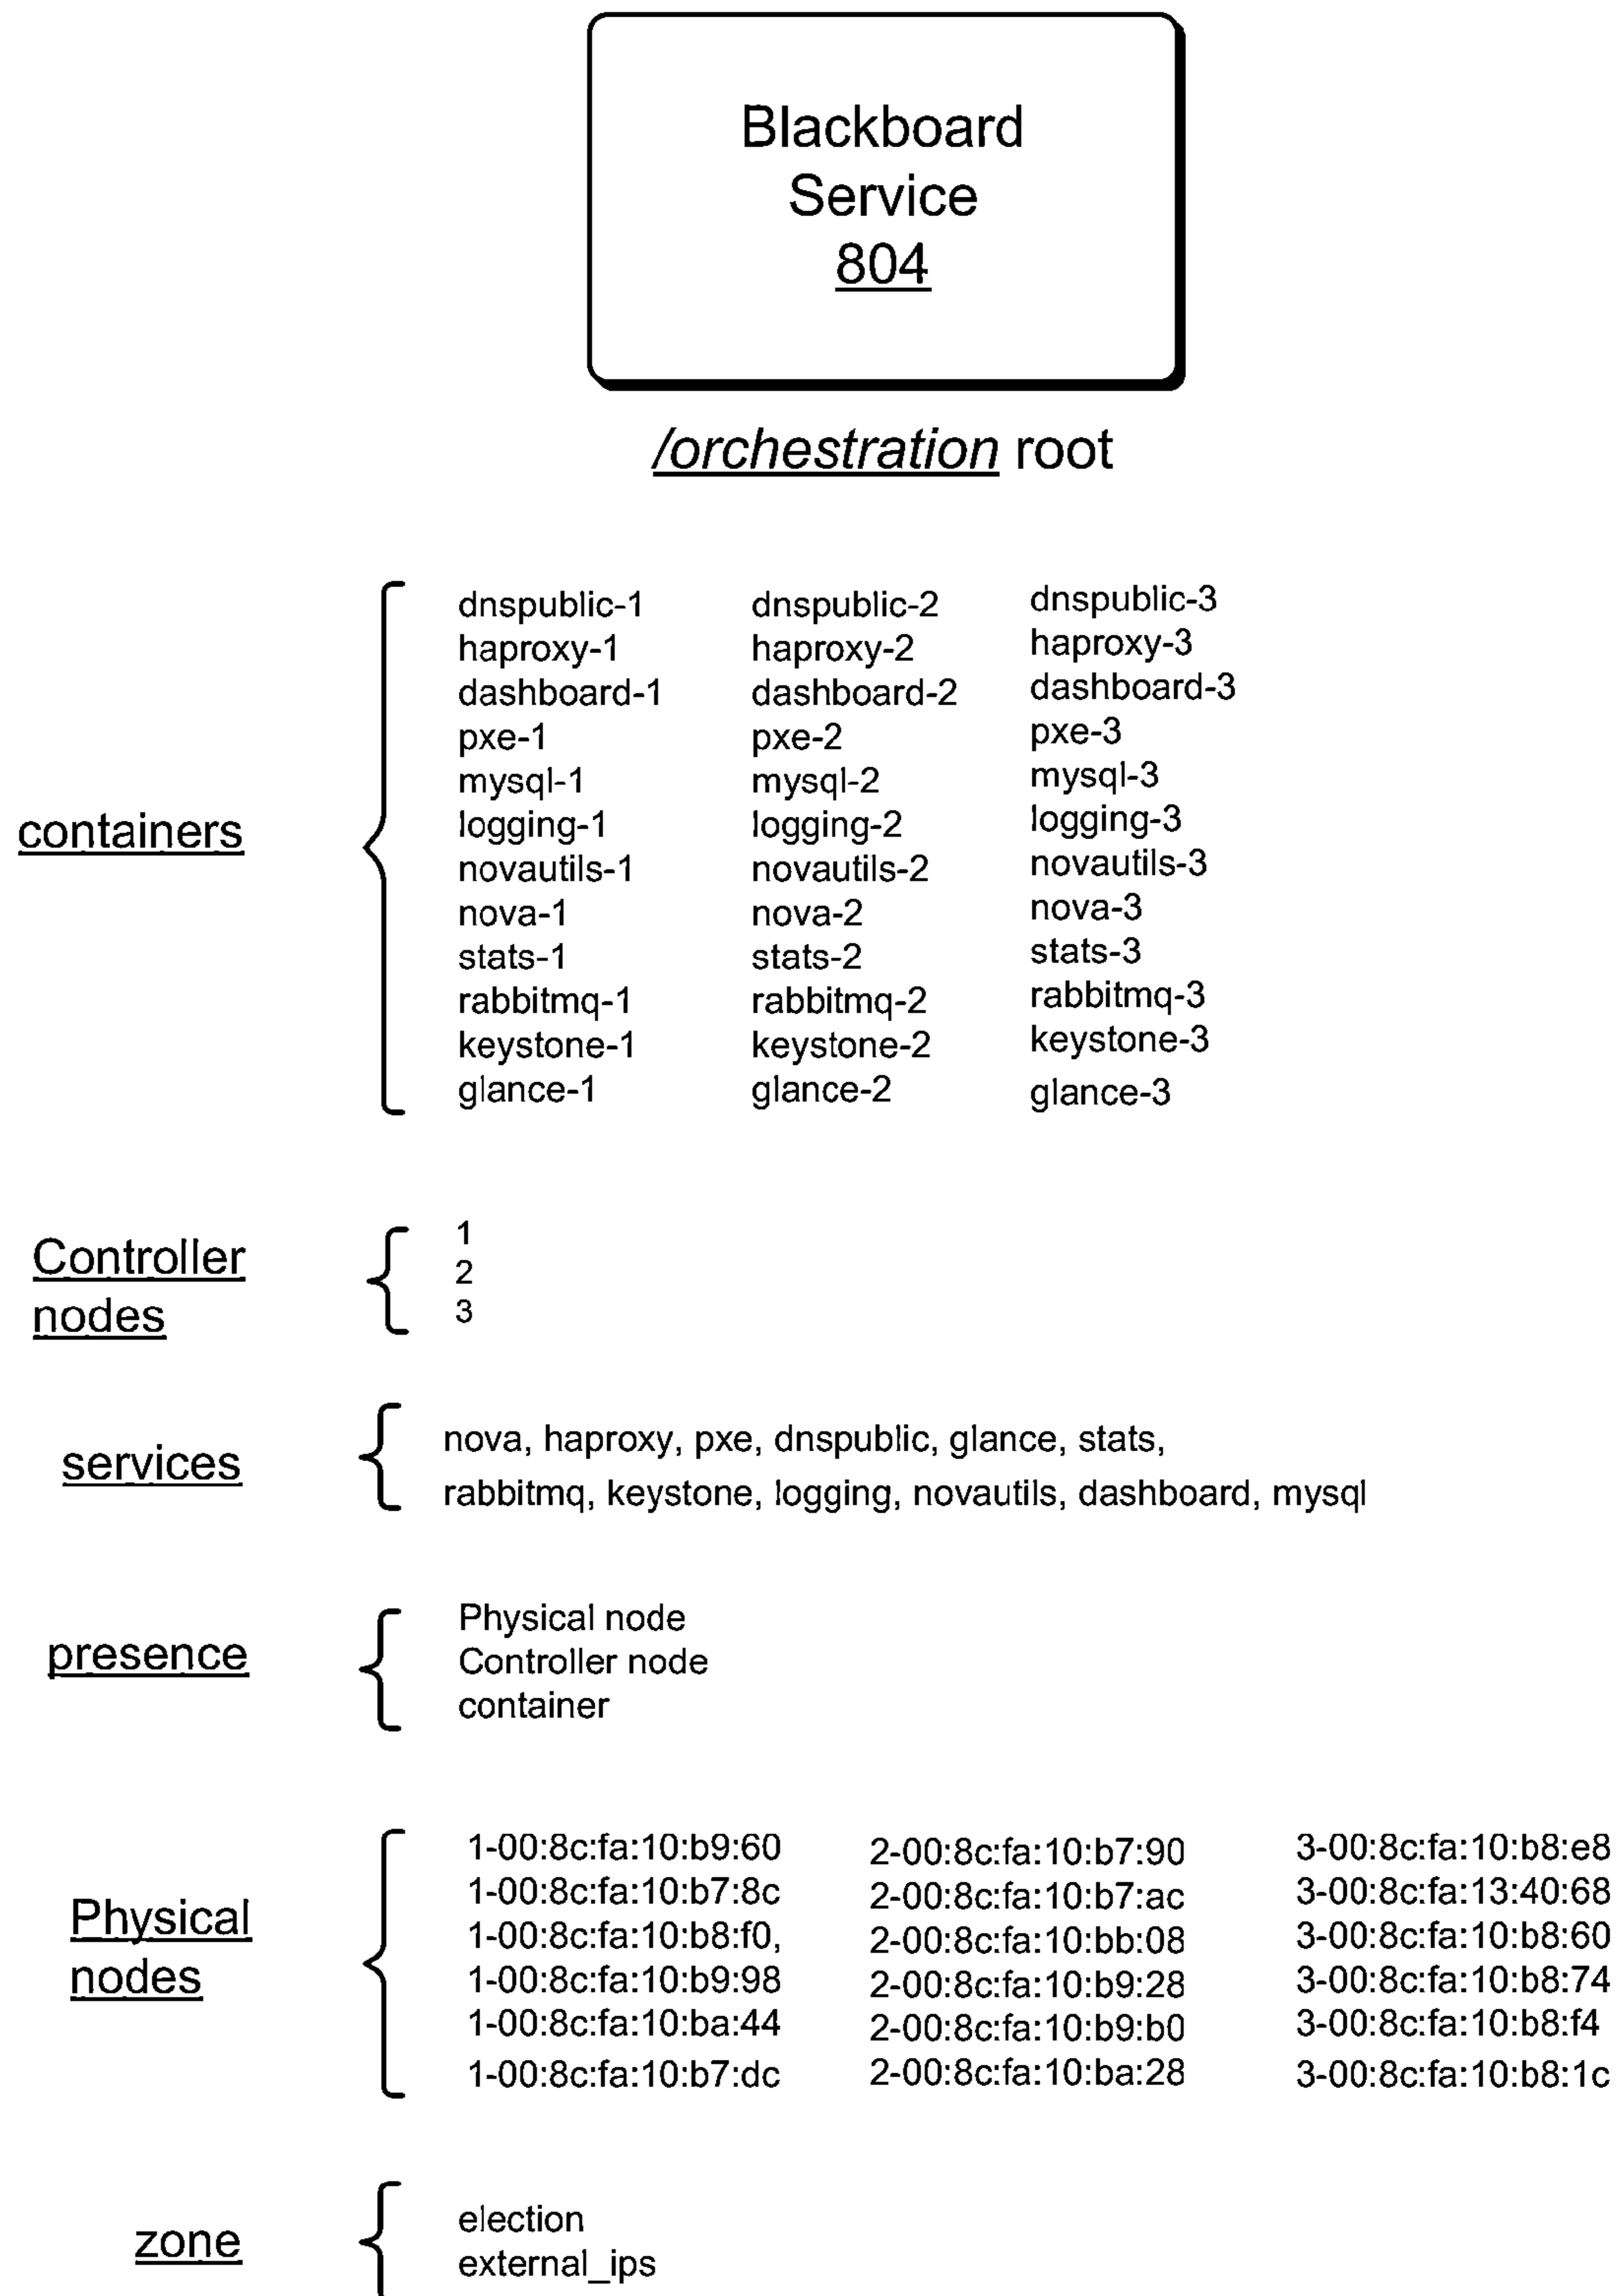 Blackboard
Service
804
/orchestration root
containers
dnspublic-1 dnspublic-2 dnspublic-3
haproxy-1 haproxy-2 haproxy-3
dashboard-1 dashboard-2 dashboard-3
pxe-1 pxe-2 pxe-3
mysql-1 mysql-2 mysql-3
logging-1 logging-2 logging-3
novautils-1 novautils-2 novautils-3
nova-1 nova-2 nova-3
stats-1 stats-2 stats-3
rabbitmq-1 rabbitmq-2 rabbitmq-3
keystone-1 keystone-2 keystone-3
glance-1 glance-2 glance-3
Controller
nodes
1
2
3
services
nova, haproxy, pxe, dnspublic, glance, stats,
rabbitmq, keystone, logging, novautils, dashboard, mysql
presence
Physical node
Controller node
container
Physical
nodes
1-00:8c:fa:10:b9:60 2-00:8c:fa:10:b7:90 3-00:8c:fa:10:b8:e8
1-00:8c:fa:10:b7:8c 2-00:8c:fa:10:b7:ac 3-00:8c:fa:13:40:68
1-00:8c:fa:10:b8:f0, 2-00:8c:fa:10:bb:08 3-00:8c:fa:10:b8:60
1-00:8c:fa:10:b9:98 2-00:8c:fa:10:b9:28 3-00:8c:fa:10:b8:74
1-00:8c:fa:10:ba:44 2-00:8c:fa:10:b9:b0 3-00:8c:fa:10:b8:f4
1-00:8c:fa:10:b7:dc 2-00:8c:fa:10:ba:28 3-00:8c:fa:10:b8:1c
zone
election
external_ips